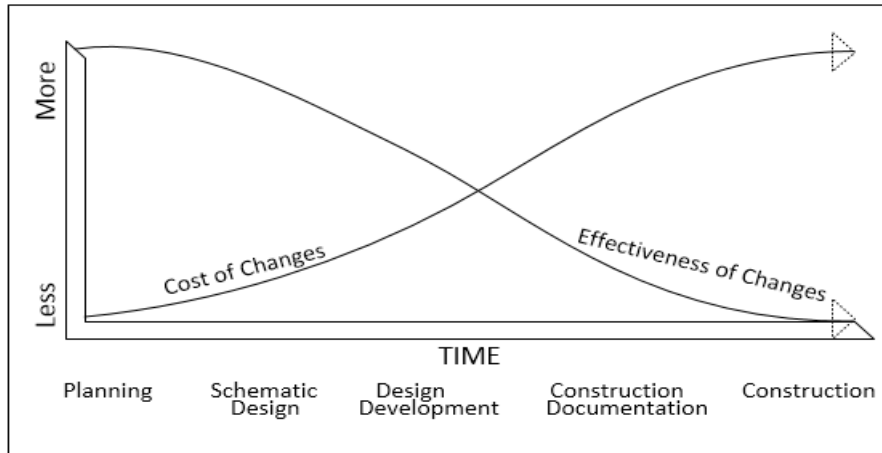 More
Less
Cost of Changes
Effectiveness of Changes
TIME
Planning
Schematic
Design
Design
Development
Construction
Documentation
Construction